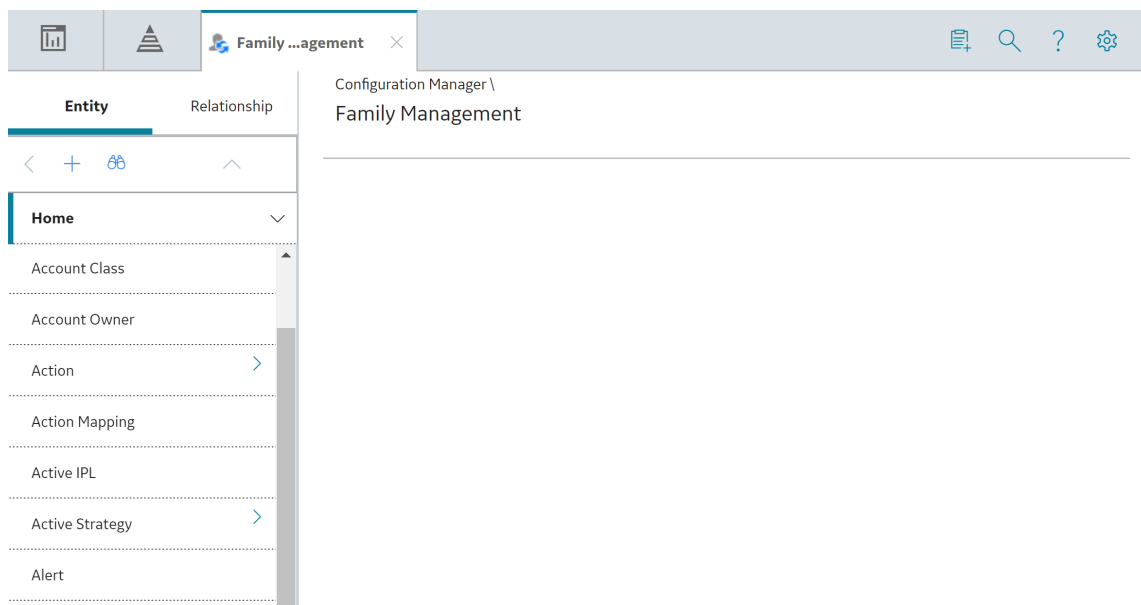 Family ...agement
?
Entity
Relationship
Configuration Manager \
Family Management
Home
Account Class
Account Owner
Action
Action Mapping
Active IPL
Active Strategy
Alert